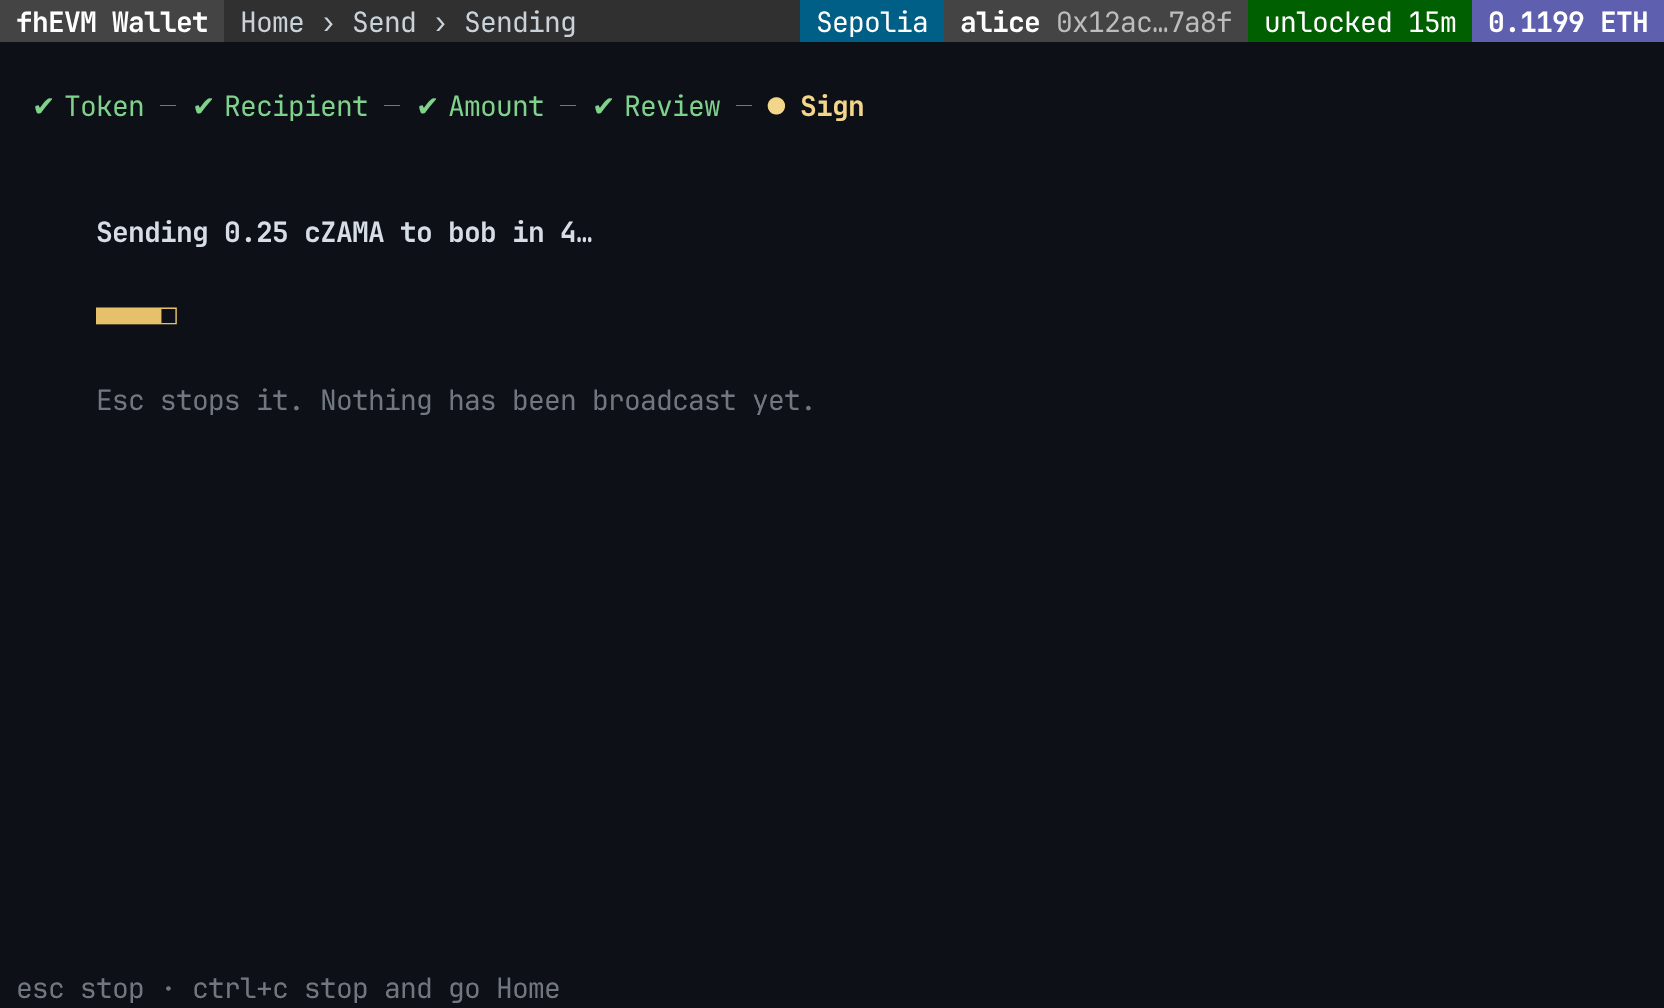 fhEVM Wallet Home › Send › Sending Sepolia alice 0x12ac…7a8f unlocked 15m 0.1199 ETH
✔ Token — ✔ Recipient — ✔ Amount — ✔ Review — ● Sign
Sending 0.25 cZAMA to bob in 4…
Esc stops it. Nothing has been broadcast yet.
esc stop · ctrl+c stop and go Home